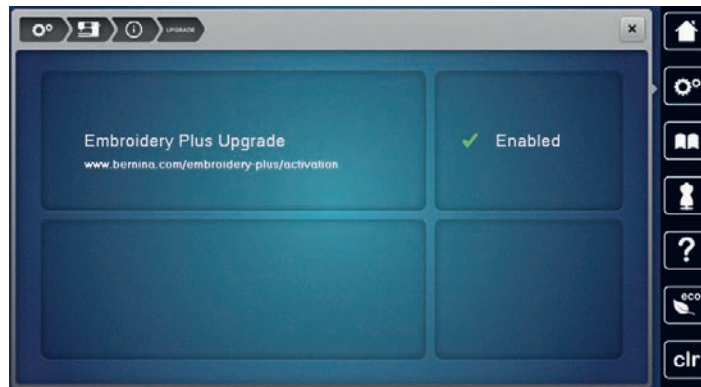 UPGRADE
Embroidery Plus Upgrade
www.bernina.com/embroidery-plus/activation
Enabled
?
eco
clr